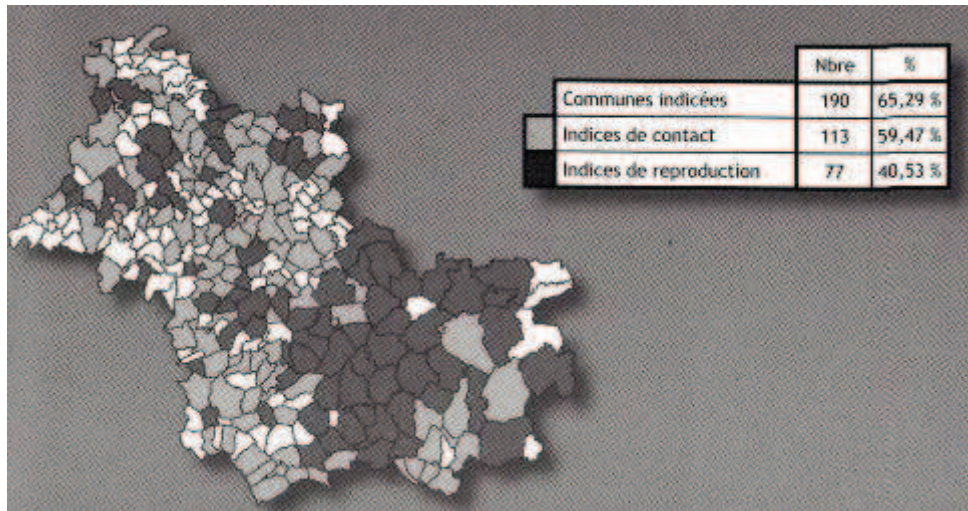 Nbre %
Communes indicées 190 65,29 %
Indices de contact 113 59,47 %
Indices de reproduction 77 40,53 %